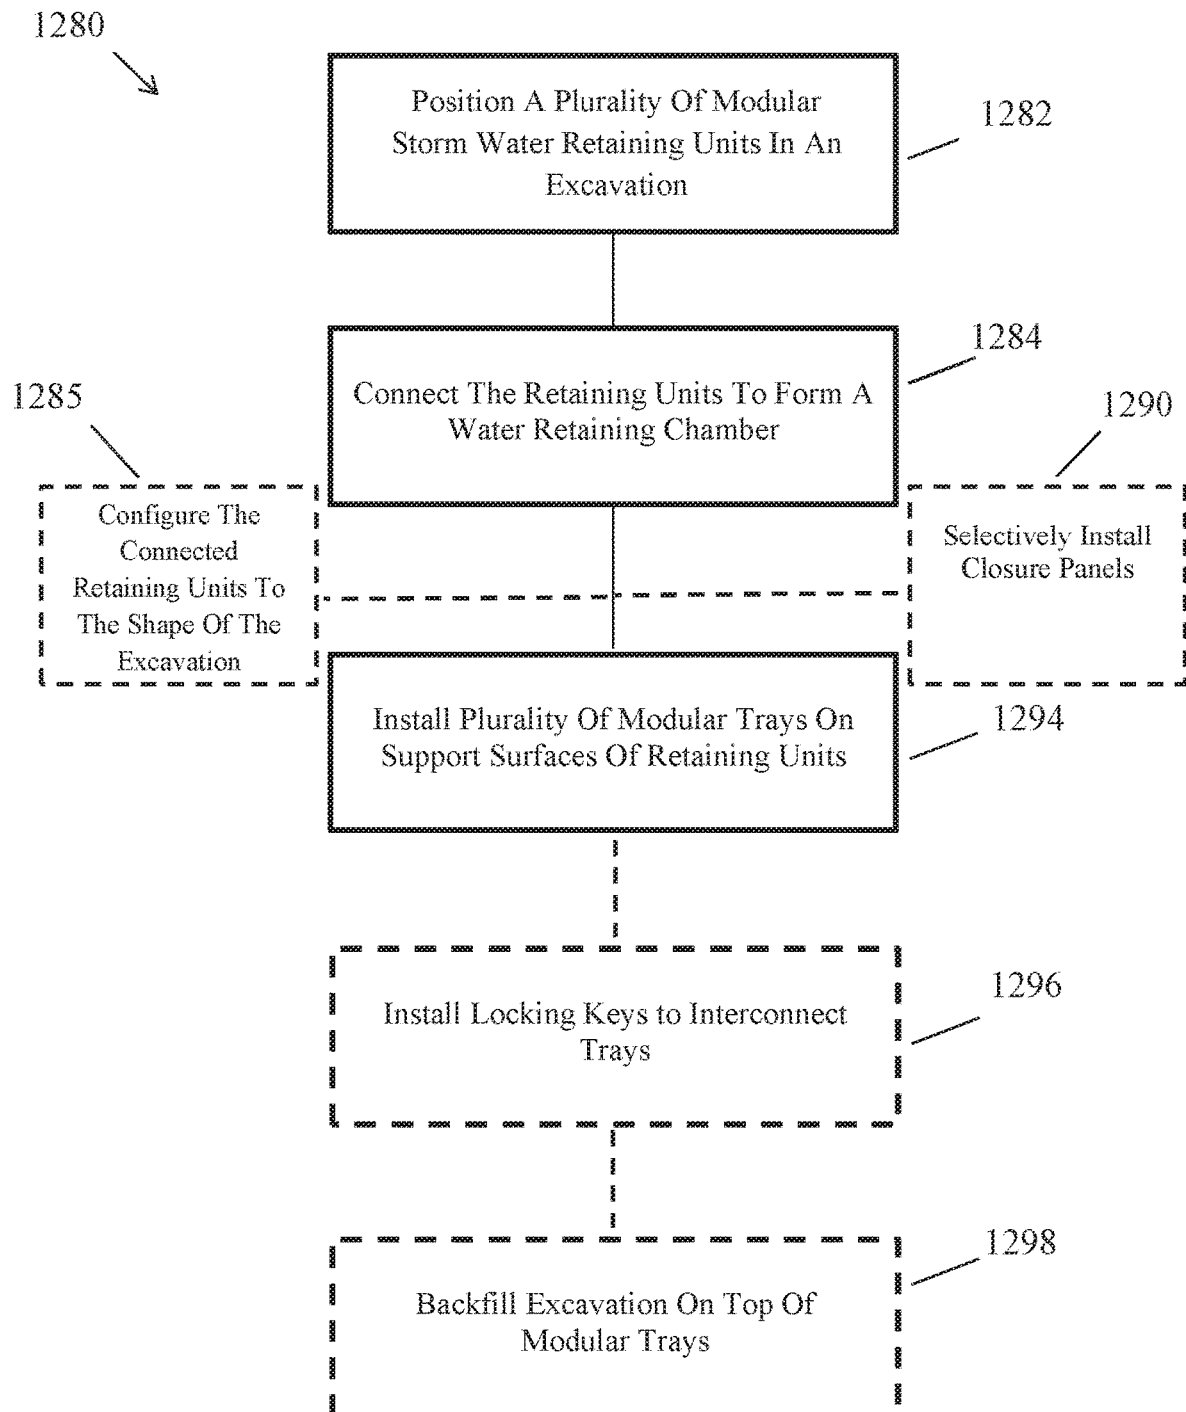 1280
Position A Plurality Of Modular
Storm Water Retaining Units In An
Excavation
1282
Connect The Retaining Units To Form A
Water Retaining Chamber
1284
1285
Configure The
Connected
Retaining Units To
The Shape Of The
Excavation
1290
Selectively Install
Closure Panels
Install Plurality Of Modular Trays On
Support Surfaces Of Retaining Units
1294
Install Locking Keys to Interconnect
Trays
1296
Backfill Excavation On Top Of
Modular Trays
1298